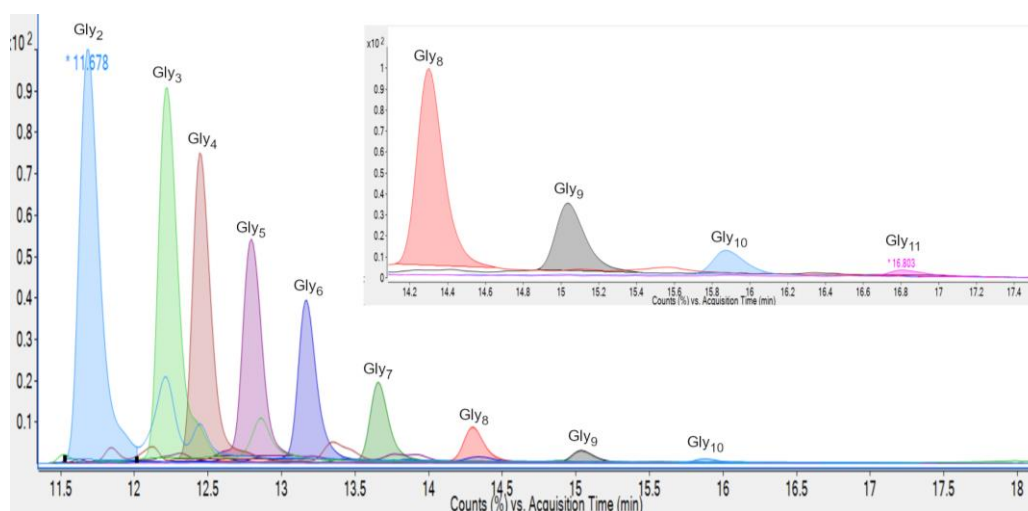 Gly₂
x10²
* 11.678
Gly₃
Gly₄
Gly₅
Gly₆
Gly₇
Gly₈
Gly₉
Gly₁₀
1
0.9
0.8
0.7
0.6
0.5
0.4
0.3
0.2
0.1
11.5 12 12.5 13 13.5 14 14.5 15 15.5 16 16.5 17 17.5 18
Counts (%) vs. Acquisition Time (min)
x10²
Gly₈
Gly₉
Gly₁₀
Gly₁₁
* 16.803
1
0.9
0.8
0.7
0.6
0.5
0.4
0.3
0.2
0.1
0
14.2 14.4 14.6 14.8 15 15.2 15.4 15.6 15.8 16 16.2 16.4 16.6 16.8 17 17.2 17.4
Counts (%) vs. Acquisition Time (min)